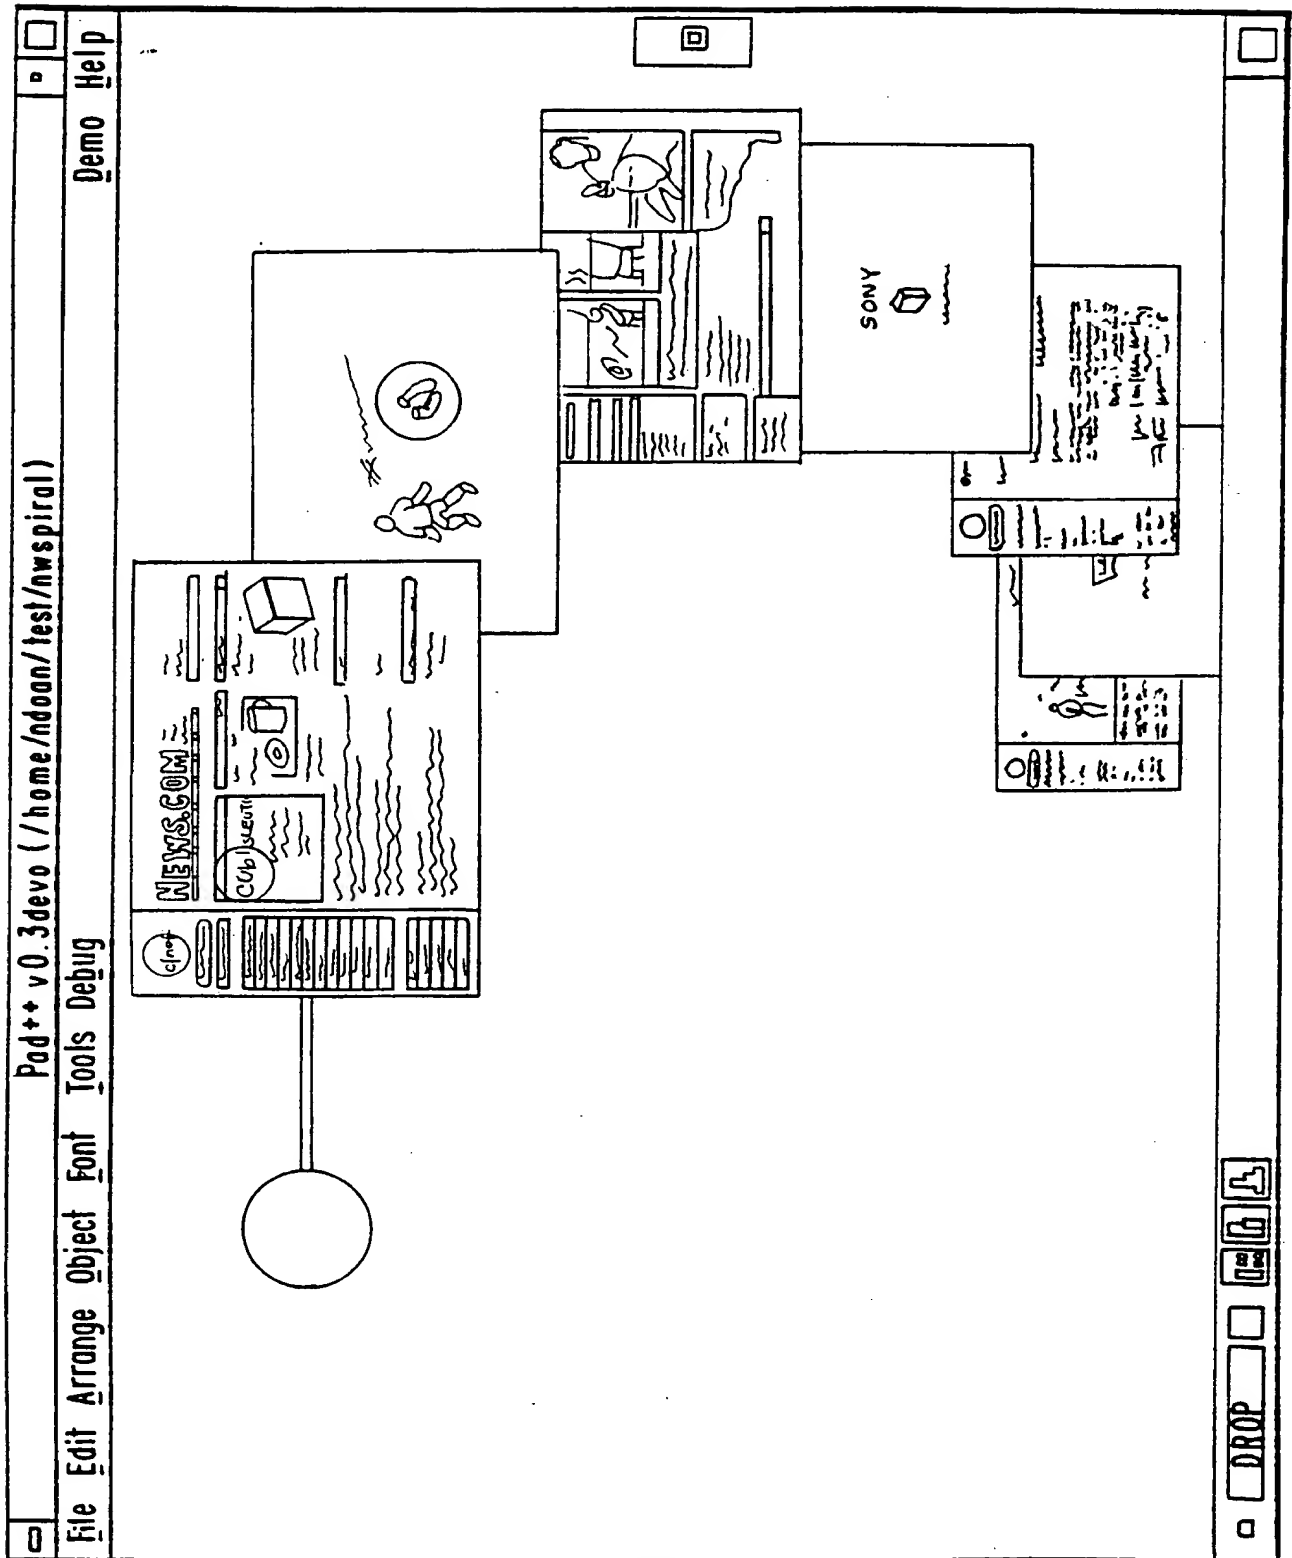 Pad++ v0.3devo (/home/ndoan/test/nwspiral)
File Edit Arrange Object Font Tools Debug Demo Help
NEWS.COM
SONY
DROP